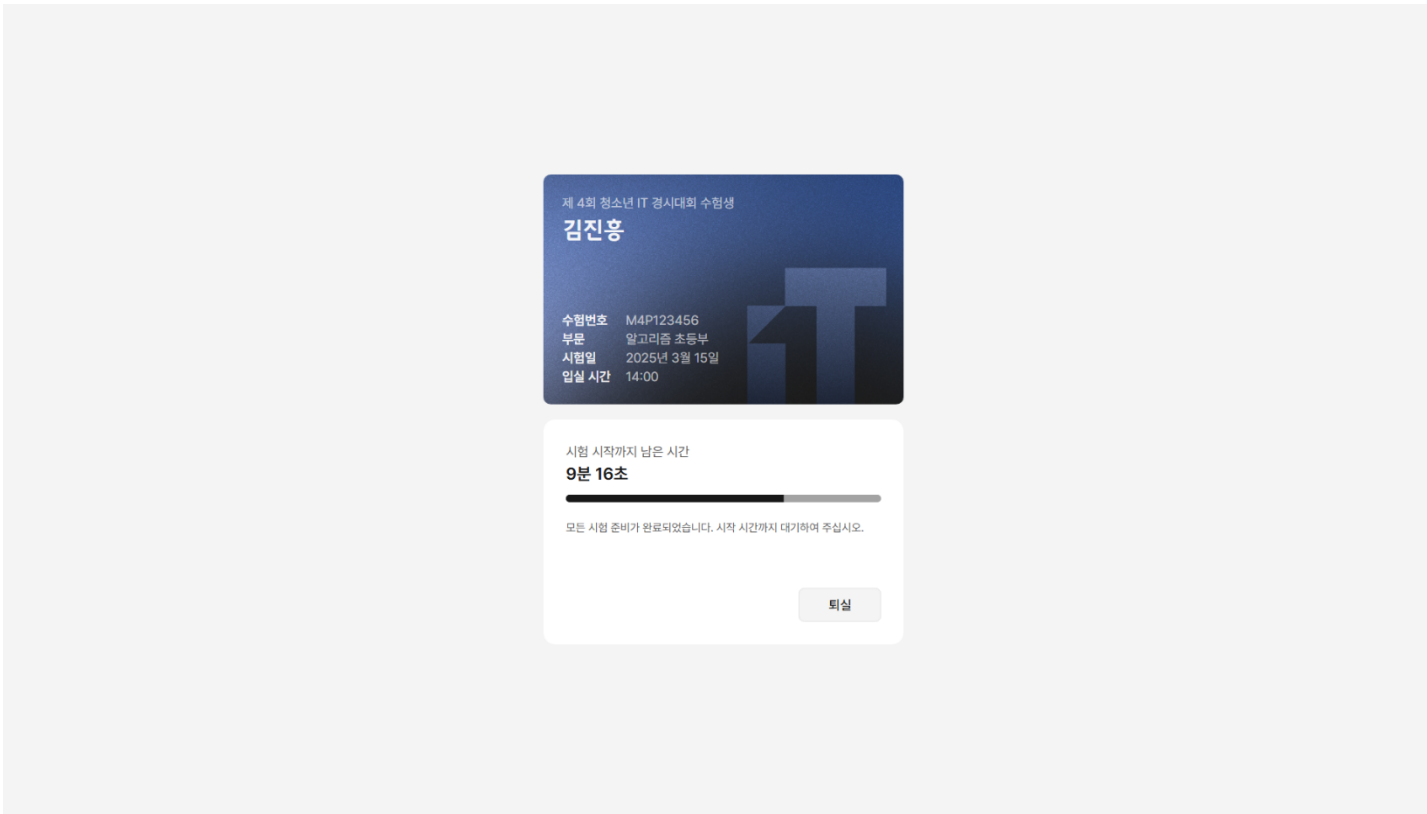 제 4회 청소년 IT 경시대회 수험생
김진흥
수험번호 M4P123456
부문 알고리즘 초등부
시험일 2025년 3월 15일
입실 시간 14:00
iT
시험 시작까지 남은 시간
9분 16초
모든 시험 준비가 완료되었습니다. 시작 시간까지 대기하여 주십시오.
퇴실